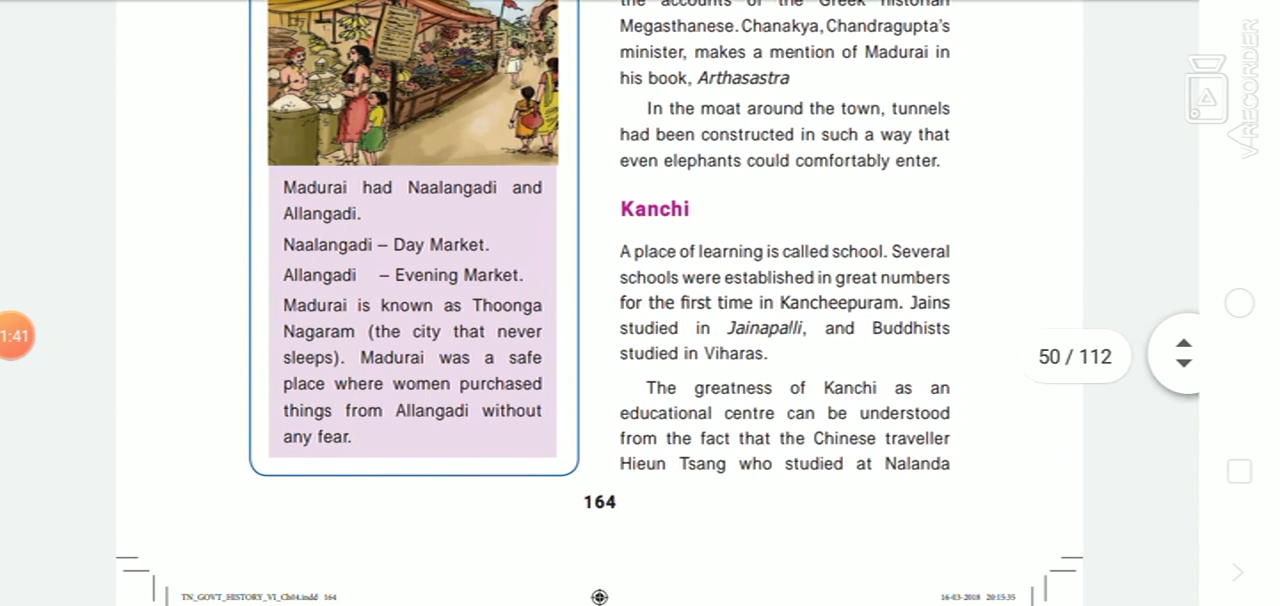 Madurai had Naalangadi and
Allangadi.
Naalangadi – Day Market.
Allangadi – Evening Market.
Madurai is known as Thoonga
Nagaram (the city that never
sleeps). Madurai was a safe
place where women purchased
things from Allangadi without
any fear.
the accounts of the Greek historian
Megasthanese. Chanakya, Chandragupta's
minister, makes a mention of Madurai in
his book, Arthasastra
In the moat around the town, tunnels
had been constructed in such a way that
even elephants could comfortably enter.
Kanchi
A place of learning is called school. Several
schools were established in great numbers
for the first time in Kancheepuram. Jains
studied in Jainapalli, and Buddhists
studied in Viharas.
The greatness of Kanchi as an
educational centre can be understood
from the fact that the Chinese traveller
Hieun Tsang who studied at Nalanda
164
TN_GOVT_HISTORY_VI_Ch04.indd 164
16-03-2018 20:15:35
1:41
50 / 112
VRECORDER